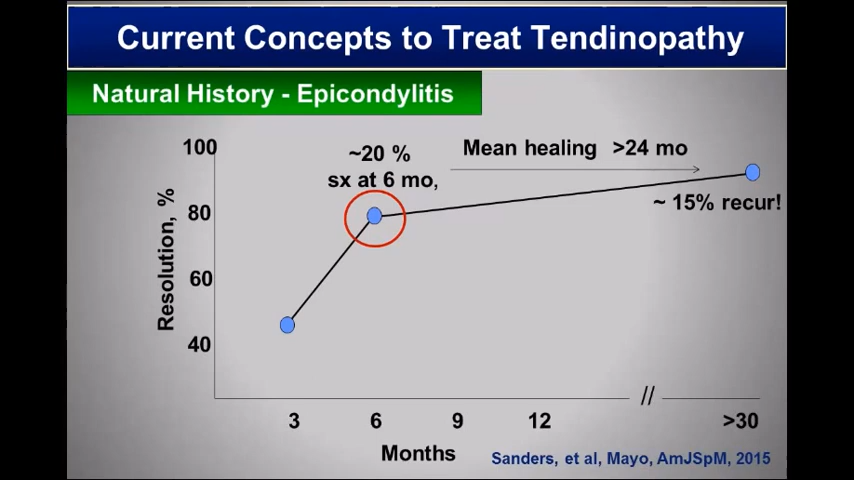 Current Concepts to Treat Tendinopathy
Natural History - Epicondylitis
100
80
60
40
Resolution, %
~20 %
sx at 6 mo,
Mean healing >24 mo
~ 15% recur!
//
3 6 9 12 >30
Months
Sanders, et al, Mayo, AmJSpM, 2015